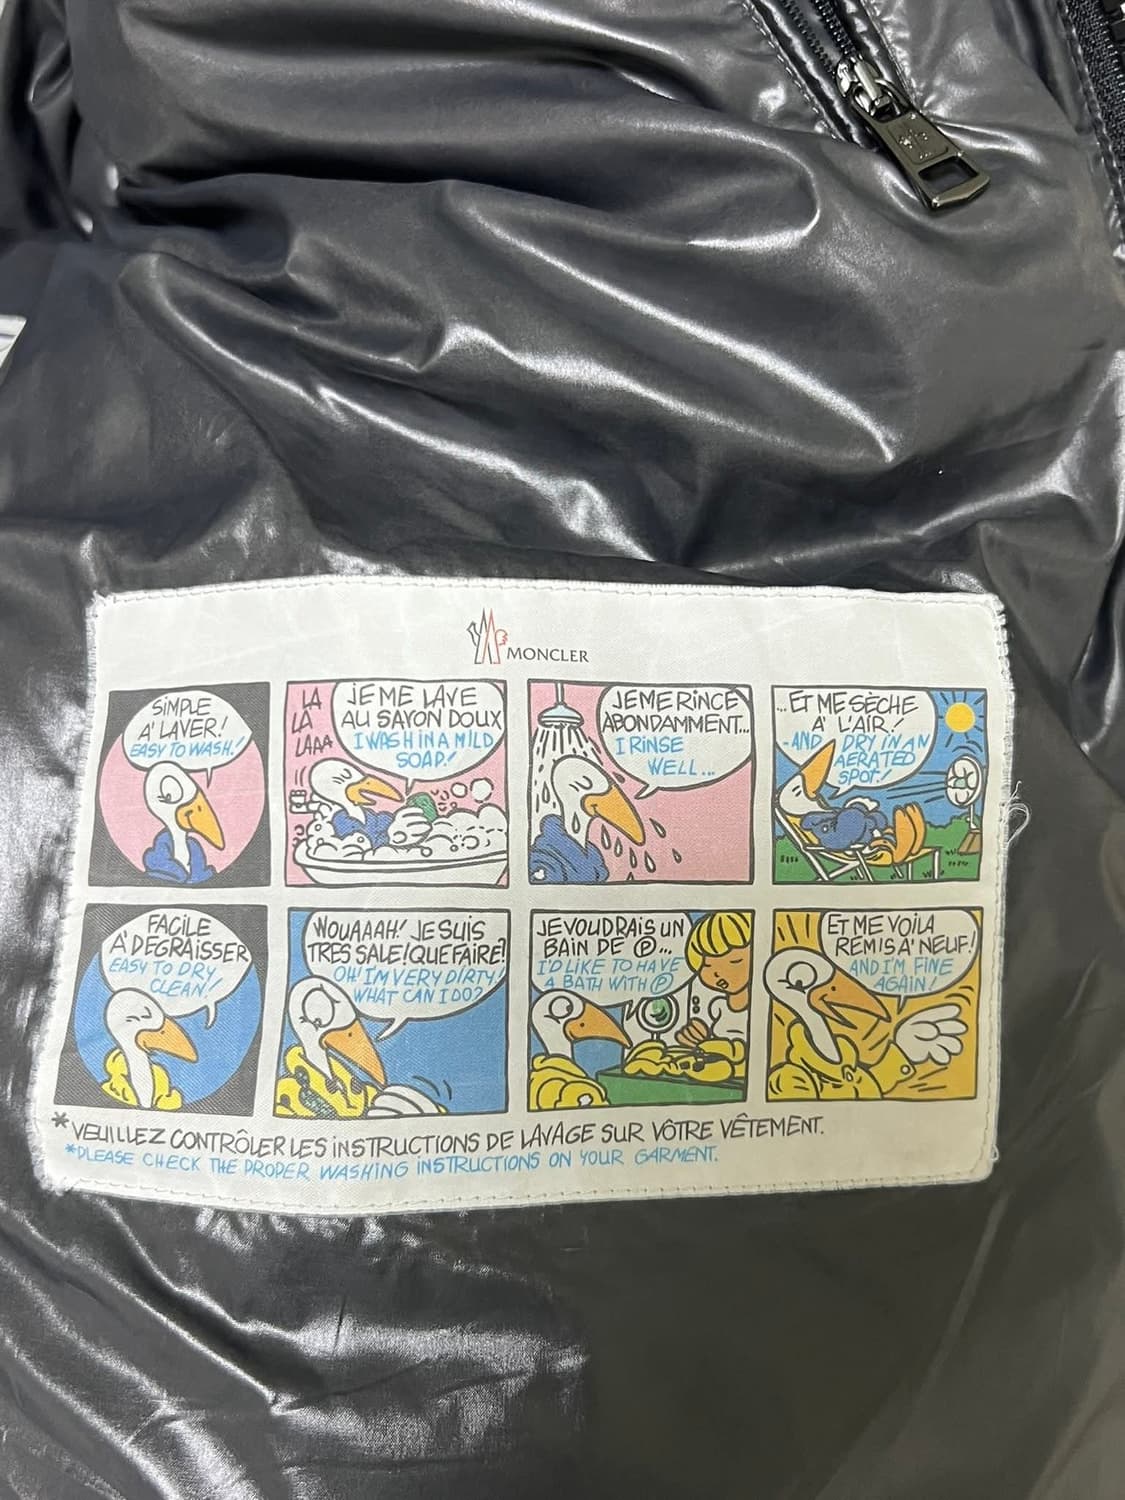 MONCLER
SIMPLE
A' LAVER!
EASY TO WASH!
LA
LA
LAAA
JE ME LAVE
AU SAVON DOUX
I WASH IN A MILD
SOAP!
JE ME RINCE
ABONDAMMENT...
I RINSE
WELL...
...ET ME SÈCHE
A' L'AIR!
-AND DRY IN AN
AERATED
SPOT!
FACILE
A' DEGRAISSER
EASY TO DRY
CLEAN!
WOUAAAH! JE SUIS
TRES SALE! QUE FAIRE?
OH! I'M VERY DIRTY!
WHAT CAN I DO?
JE VOUDRAIS UN
BAIN DE Ⓟ...
I'D LIKE TO HAVE
A BATH WITH Ⓟ
ET ME VOILA
REMIS A' NEUF!
AND I'M FINE
AGAIN!
*VEUILLEZ CONTRÔLER LES iNSTRUCTIONS DE LAVAGE SUR VÔTRE VÊTEMENT.
*PLEASE CHECK THE PROPER WASHING iNSTRUCTIONS ON YOUR GARMENT.